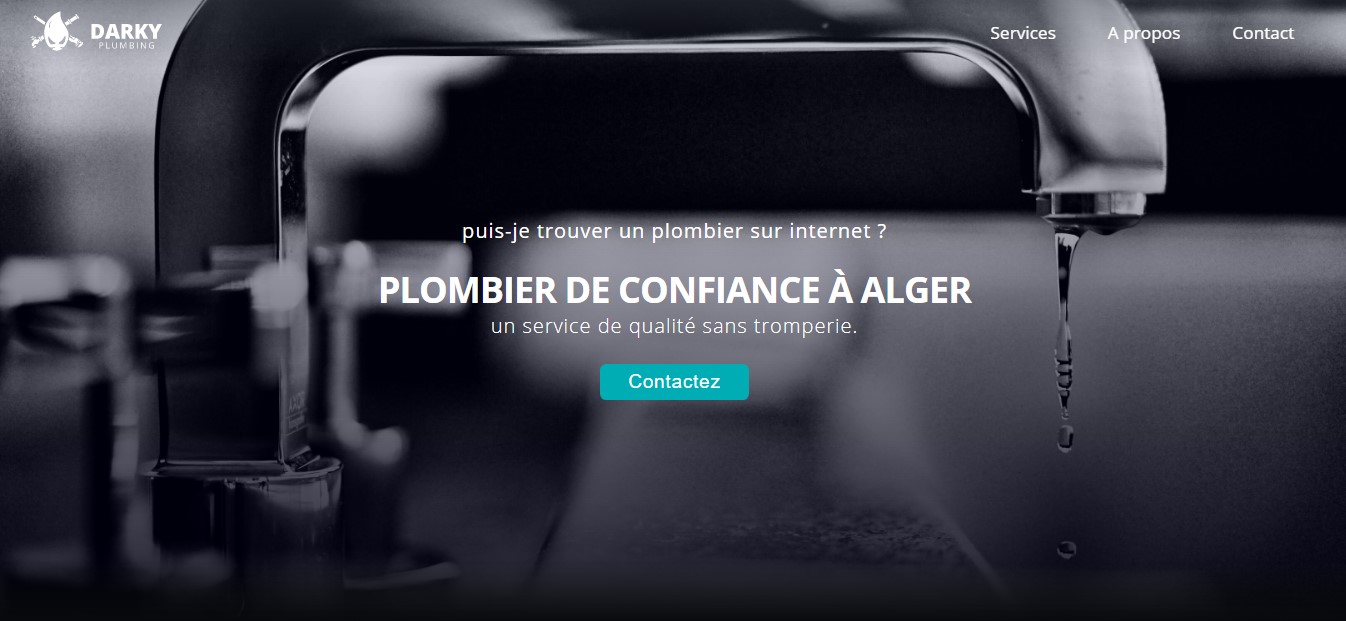 DARKY
PLUMBING
Services
A propos
Contact
puis-je trouver un plombier sur internet ?
PLOMBIER DE CONFIANCE À ALGER
un service de qualité sans tromperie.
Contactez